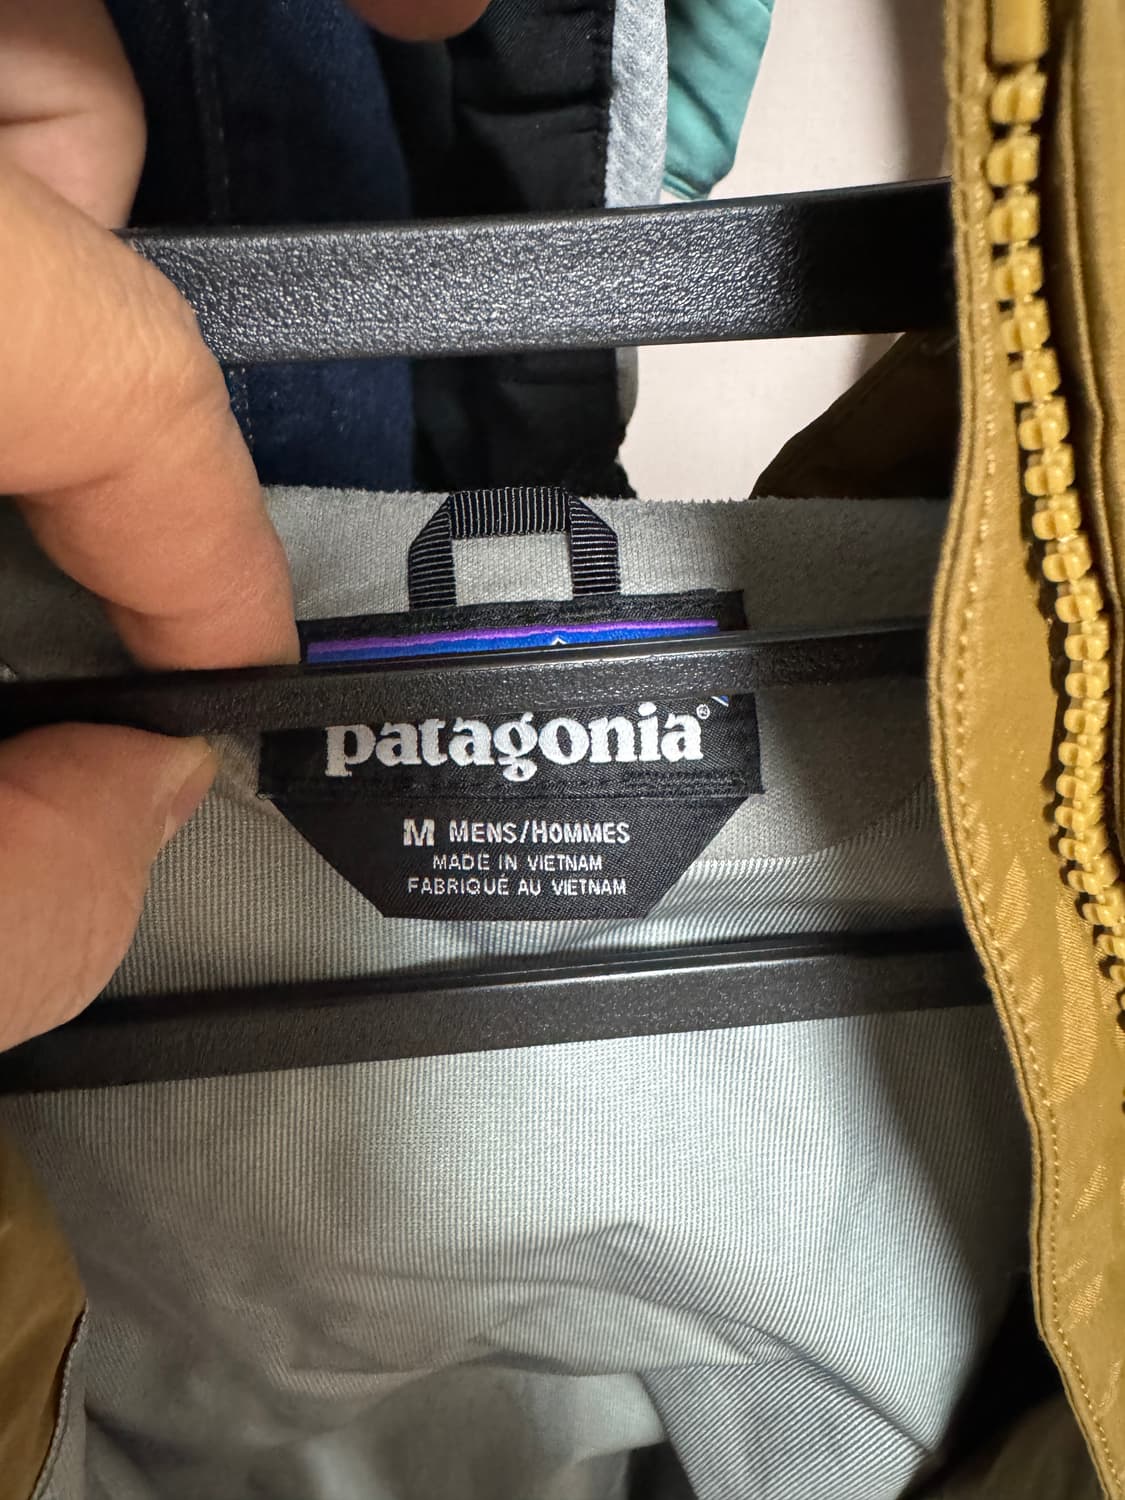 patagonia®
M MENS/HOMMES
MADE IN VIETNAM
FABRIQUÉ AU VIETNAM